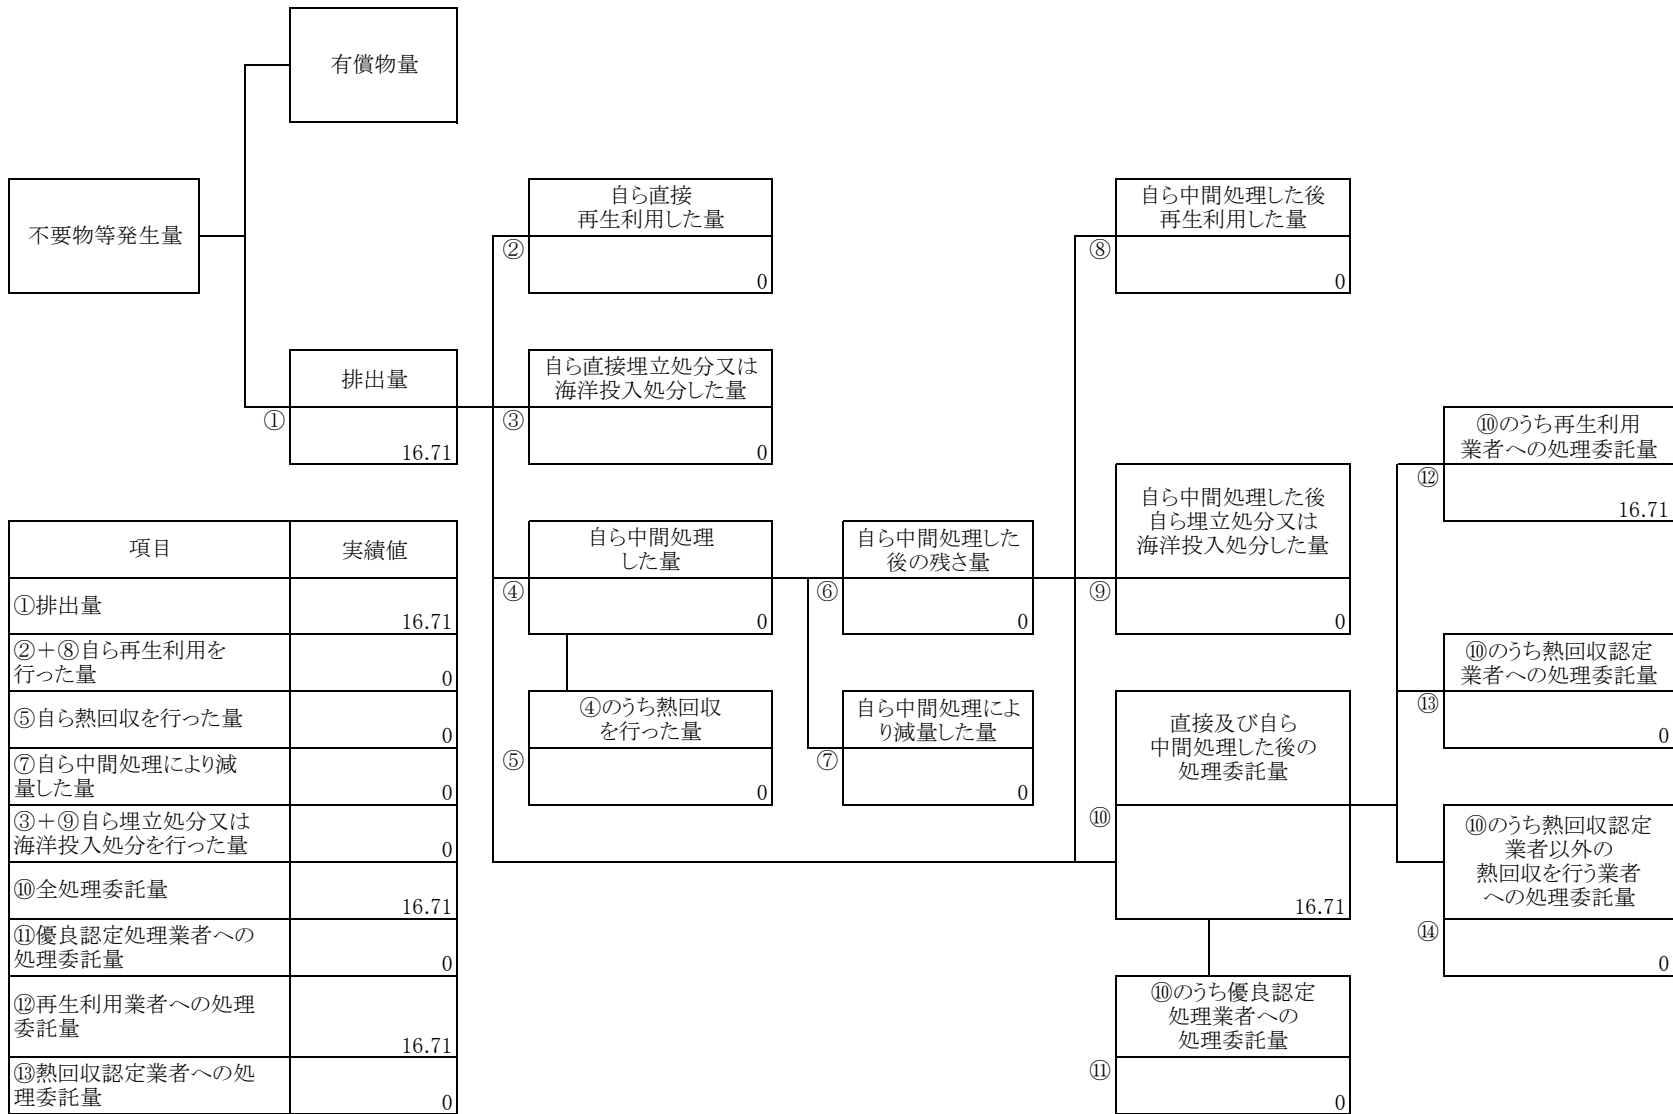 有償物量
不要物等発生量
自ら直接
再生利用した量
②
0
自ら中間処理した後
再生利用した量
⑧
0
排出量
①
16.71
自ら直接埋立処分又は
海洋投入処分した量
③
0
⑩のうち再生利用
業者への処理委託量
⑫
16.71
自ら中間処理
した量
④
0
自ら中間処理した
後の残さ量
⑥
0
自ら中間処理した後
自ら埋立処分又は
海洋投入処分した量
⑨
0
⑩のうち熱回収認定
業者への処理委託量
⑬
0
④のうち熱回収
を行った量
⑤
0
自ら中間処理によ
り減量した量
⑦
0
直接及び自ら
中間処理した後の
処理委託量
⑩
16.71
⑩のうち熱回収認定
業者以外の
熱回収を行う業者
への処理委託量
⑭
0
⑩のうち優良認定
処理業者への
処理委託量
⑪
0
項目 実績値
①排出量 16.71
②＋⑧自ら再生利用を
行った量 0
⑤自ら熱回収を行った量 0
⑦自ら中間処理により減
量した量 0
③＋⑨自ら埋立処分又は
海洋投入処分を行った量 0
⑩全処理委託量 16.71
⑪優良認定処理業者への
処理委託量 0
⑫再生利用業者への処理
委託量 16.71
⑬熱回収認定業者への処
理委託量 0